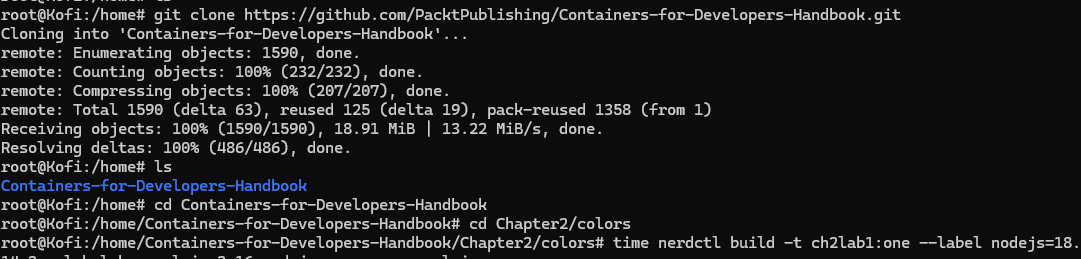 root@Kofi:/home# git clone https://github.com/PacktPublishing/Containers-for-Developers-Handbook.git
Cloning into 'Containers-for-Developers-Handbook'...
remote: Enumerating objects: 1590, done.
remote: Counting objects: 100% (232/232), done.
remote: Compressing objects: 100% (207/207), done.
remote: Total 1590 (delta 63), reused 125 (delta 19), pack-reused 1358 (from 1)
Receiving objects: 100% (1590/1590), 18.91 MiB | 13.22 MiB/s, done.
Resolving deltas: 100% (486/486), done.
root@Kofi:/home# ls
Containers-for-Developers-Handbook
root@Kofi:/home# cd Containers-for-Developers-Handbook
root@Kofi:/home/Containers-for-Developers-Handbook# cd Chapter2/colors
root@Kofi:/home/Containers-for-Developers-Handbook/Chapter2/colors# time nerdctl build -t ch2lab1:one --label nodejs=18.